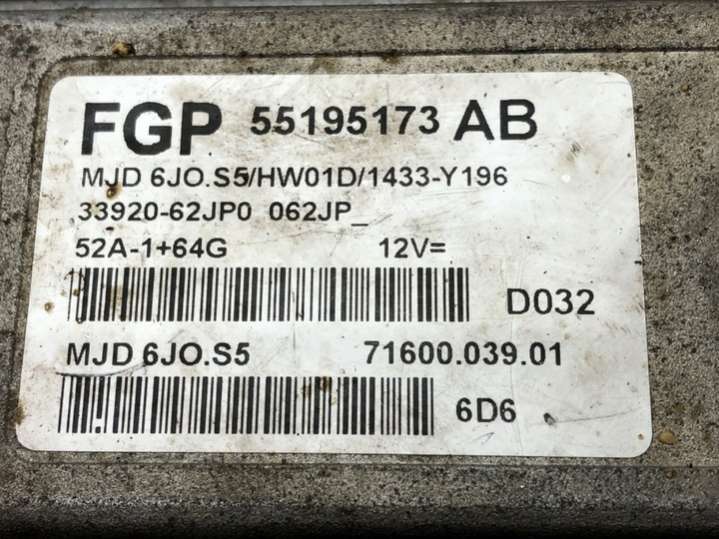 FGP 55195173 AB
MJD 6JO.S5/HW01D/1433-Y196
33920-62JP0 062JP_
52A-1+64G 12V=
D032
MJD 6JO.S5 71600.039.01
6D6